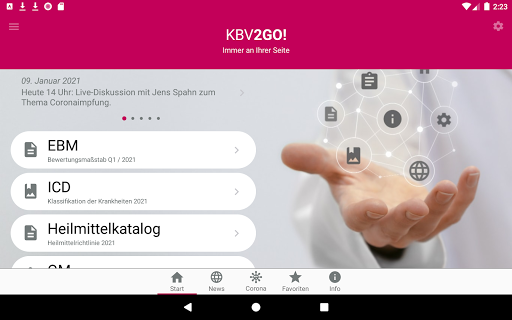 2:23
KBV2GO!
Immer an Ihrer Seite
09. Januar 2021
Heute 14 Uhr: Live-Diskussion mit Jens Spahn zum
Thema Coronaimpfung.
EBM
Bewertungsmaßstab Q1 / 2021
ICD
Klassifikation der Krankheiten 2021
Heilmittelkatalog
Heilmittelrichtlinie 2021
Start
News
Corona
Favoriten
Info